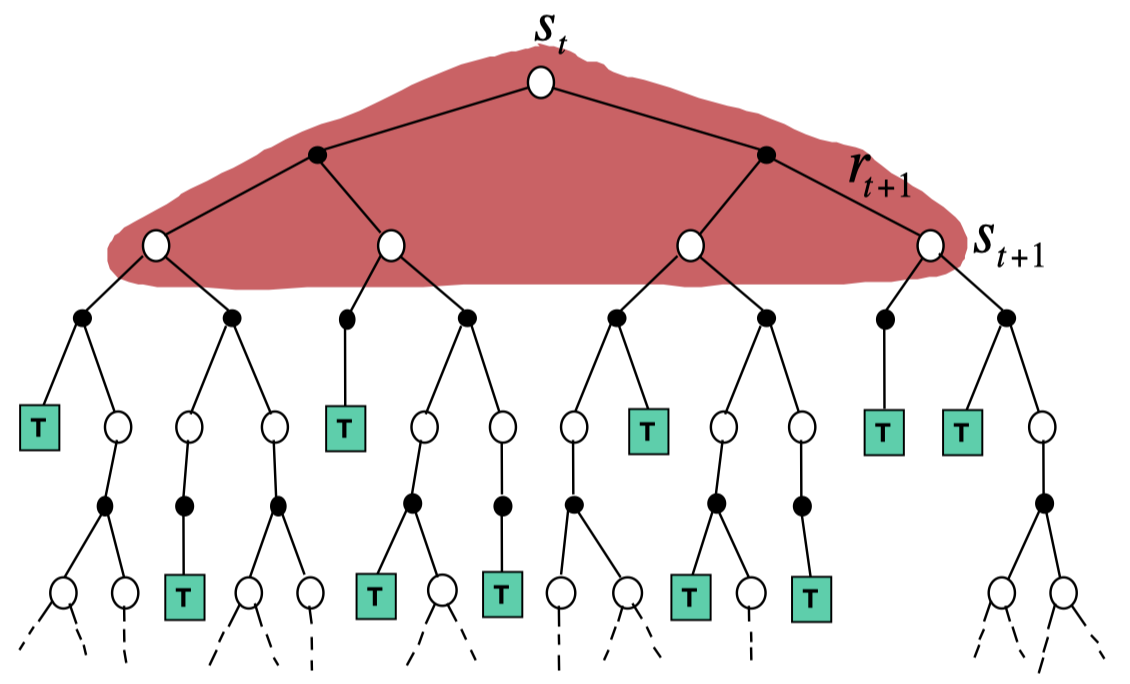 s_t
r_{t+1}
s_{t+1}
T T T T T
T T T T T